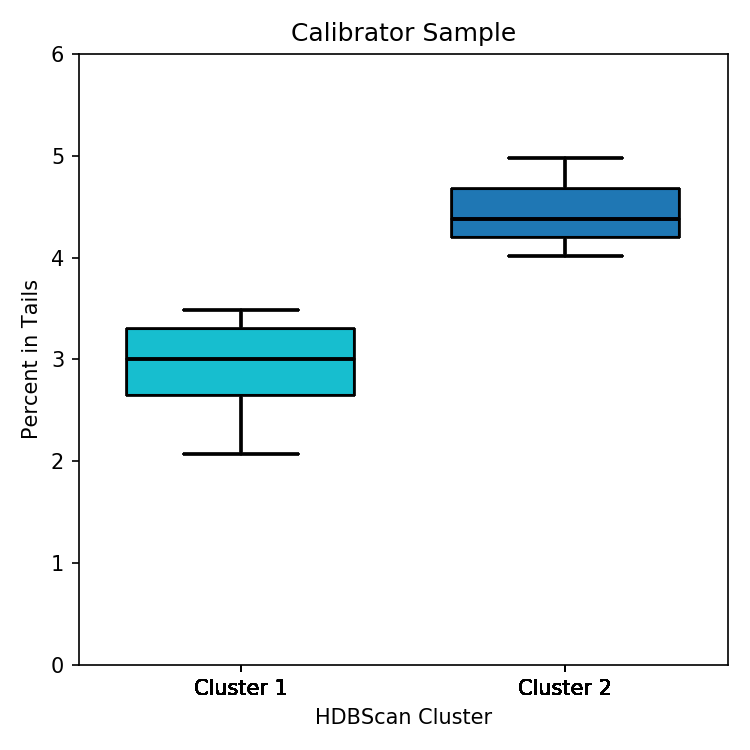 Calibrator Sample
6
5
4
3
2
1
0
Percent in Tails
Cluster 1
Cluster 2
HDBScan Cluster